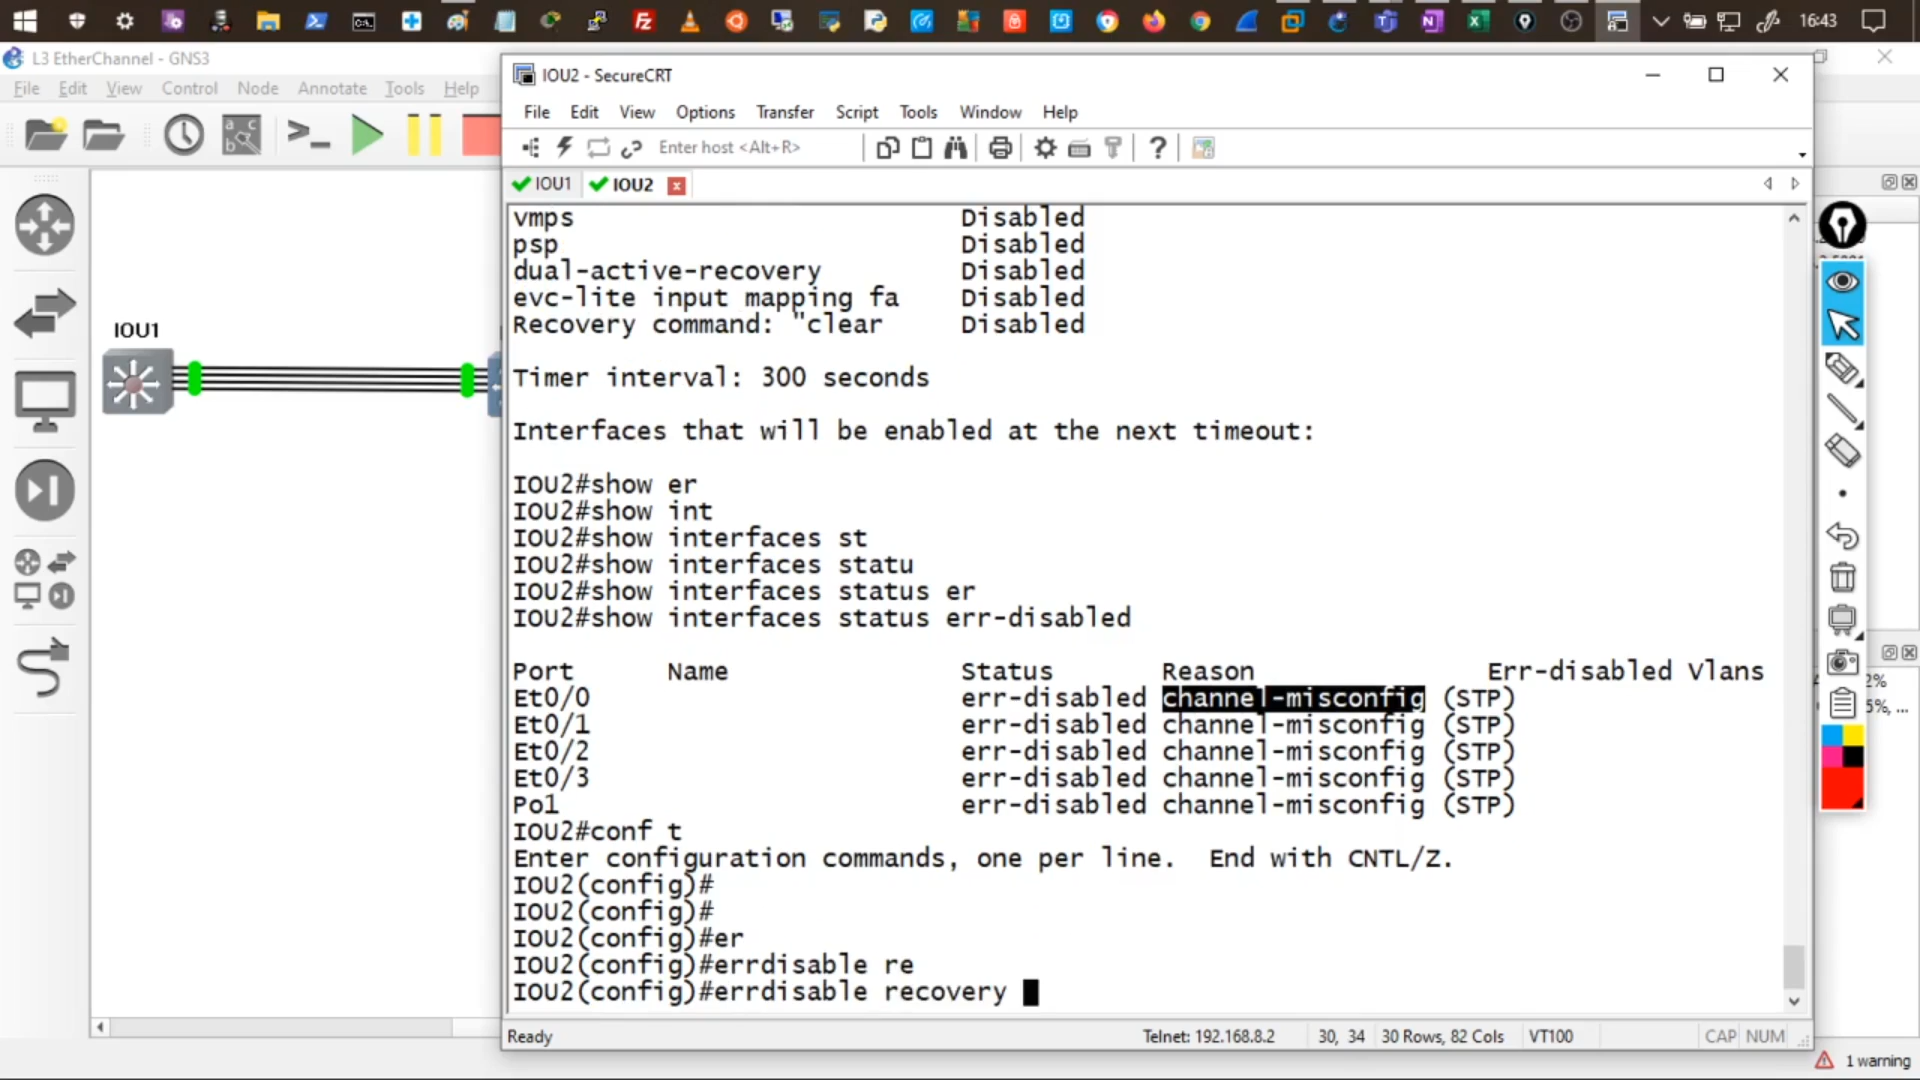 16:43
L3 EtherChannel - GNS3
File Edit View Control Node Annotate Tools Help
IOU1
IOU2 - SecureCRT
File Edit View Options Transfer Script Tools Window Help
Enter host <Alt+R>
IOU1 IOU2
vmps Disabled
psp Disabled
dual-active-recovery Disabled
evc-lite input mapping fa Disabled
Recovery command: "clear Disabled
Timer interval: 300 seconds
Interfaces that will be enabled at the next timeout:
IOU2#show er
IOU2#show int
IOU2#show interfaces st
IOU2#show interfaces statu
IOU2#show interfaces status er
IOU2#show interfaces status err-disabled
Port Name Status Reason Err-disabled Vlans
Et0/0 err-disabled channel-misconfig (STP)
Et0/1 err-disabled channel-misconfig (STP)
Et0/2 err-disabled channel-misconfig (STP)
Et0/3 err-disabled channel-misconfig (STP)
Po1 err-disabled channel-misconfig (STP)
IOU2#conf t
Enter configuration commands, one per line. End with CNTL/Z.
IOU2(config)#
IOU2(config)#
IOU2(config)#er
IOU2(config)#errdisable re
IOU2(config)#errdisable recovery
Ready Telnet: 192.168.8.2 30, 34 30 Rows, 82 Cols VT100 CAP NUM
2%
5%, ...
1 warning